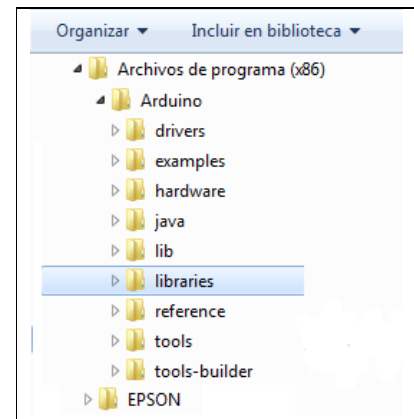 Organizar Incluir en biblioteca
Archivos de programa (x86)
Arduino
drivers
examples
hardware
java
lib
libraries
reference
tools
tools-builder
EPSON